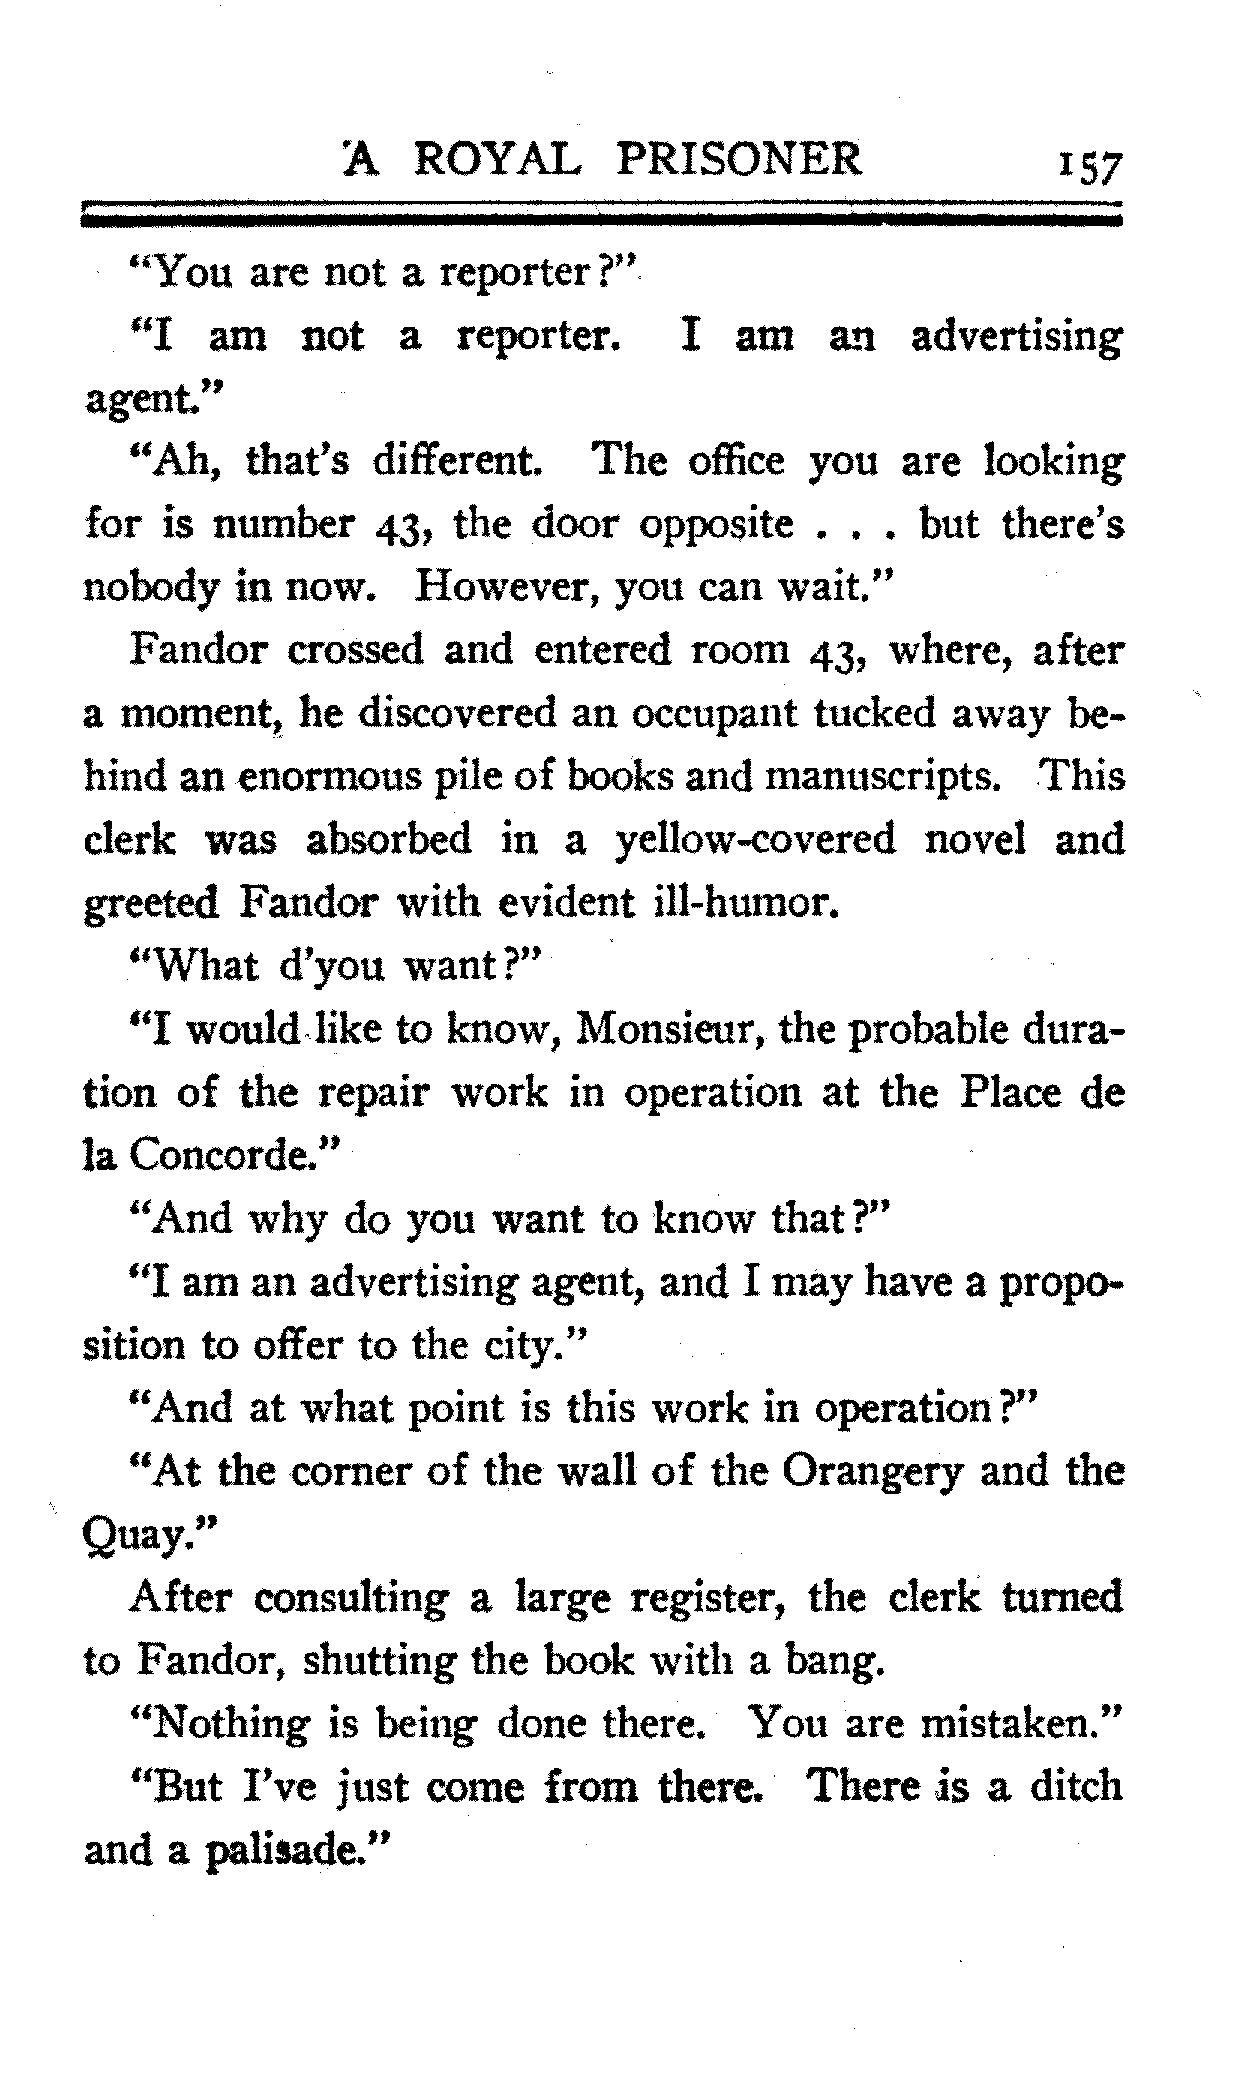 A ROYAL PRISONER 157
"You are not a reporter?"
"I am not a reporter. I am an advertising
agent."
"Ah, that's different. The office you are looking
for is number 43, the door opposite . . . but there's
nobody in now. However, you can wait."
Fandor crossed and entered room 43, where, after
a moment, he discovered an occupant tucked away be-
hind an enormous pile of books and manuscripts. This
clerk was absorbed in a yellow-covered novel and
greeted Fandor with evident ill-humor.
"What d'you want?"
"I would like to know, Monsieur, the probable dura-
tion of the repair work in operation at the Place de
la Concorde."
"And why do you want to know that?"
"I am an advertising agent, and I may have a propo-
sition to offer to the city."
"And at what point is this work in operation?"
"At the corner of the wall of the Orangery and the
Quay."
After consulting a large register, the clerk turned
to Fandor, shutting the book with a bang.
"Nothing is being done there. You are mistaken."
"But I've just come from there. There is a ditch
and a palisade."